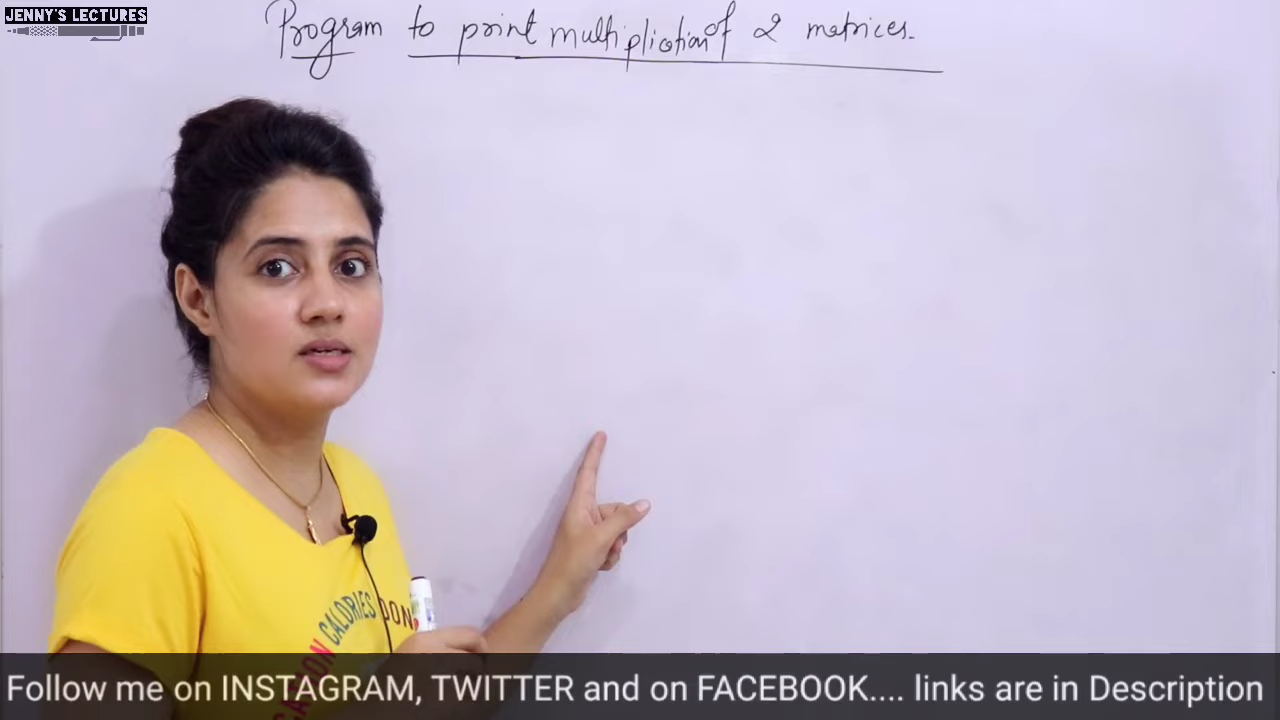 JENNY'S LECTURES
Program to print multiplication of 2 matrices.
CALORIES DON
Follow me on INSTAGRAM, TWITTER and on FACEBOOK.... links are in Description